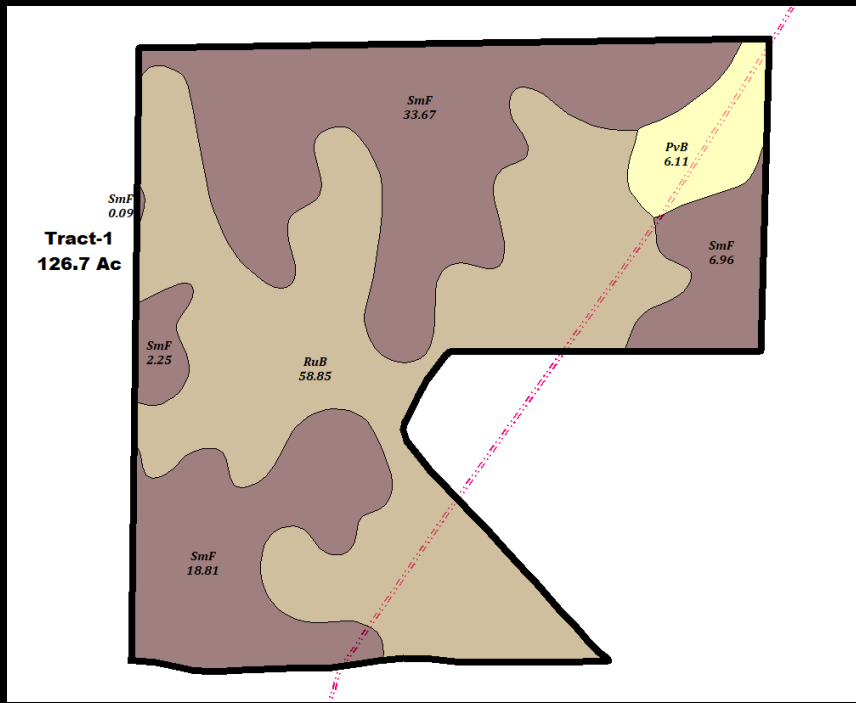 SmF
33.67
PvB
6.11
SmF
0.09
Tract-1
126.7 Ac
SmF
6.96
SmF
2.25
RuB
58.85
SmF
18.81